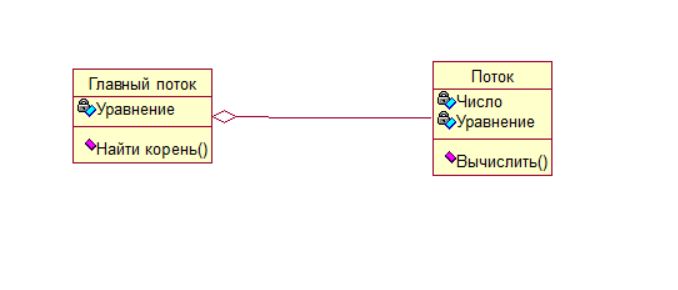 Главный поток
Уравнение
Найти корень()
Поток
Число
Уравнение
Вычислить()